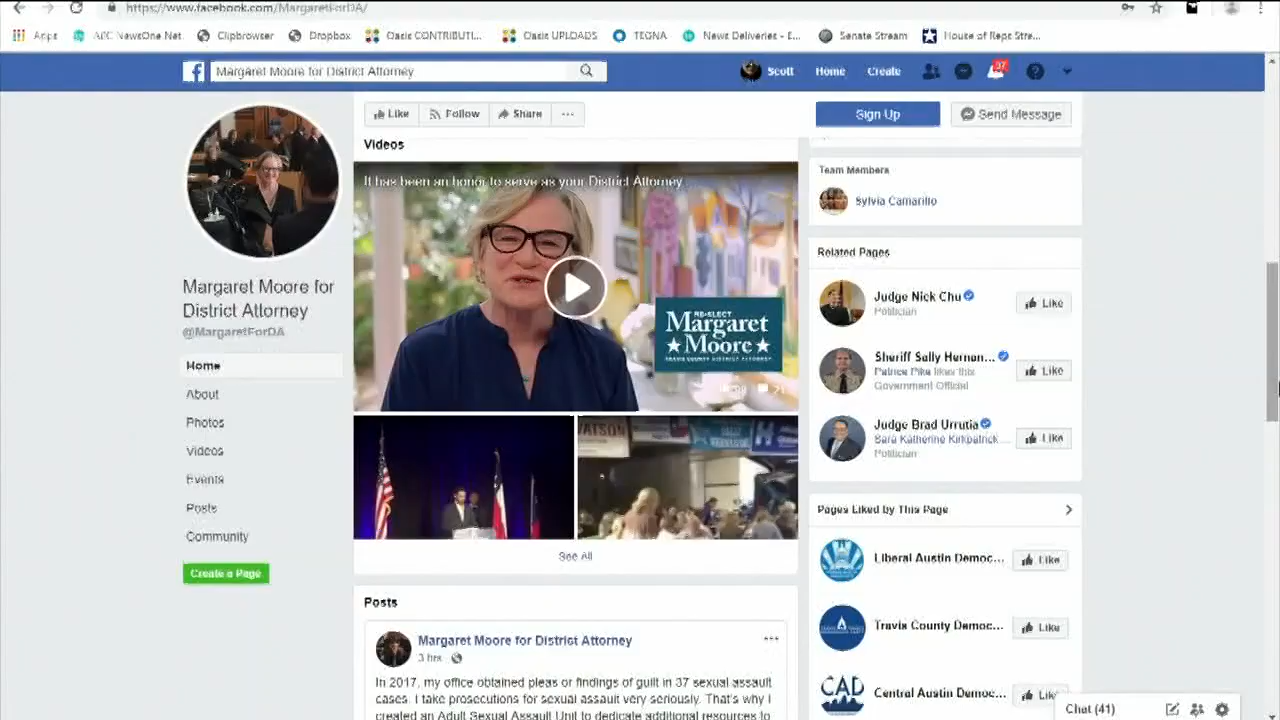 https://www.facebook.com/MargaretForDA/
Apps
ABC NewsOne Net
Clipbrowser
Dropbox
Oasis CONTRIBUTI...
Oasis UPLOADS
TEGNA
News Deliveries - E...
Senate Stream
House of Reps Stre...
Margaret Moore for District Attorney
Scott
Home
Create
37
Like
Follow
Share
Sign Up
Send Message
Margaret Moore for
District Attorney
@MargaretForDA
Home
About
Photos
Videos
Events
Posts
Community
Create a Page
Videos
It has been an honor to serve as your District Attorney...
RE-ELECT
Margaret
Moore
TRAVIS COUNTY DISTRICT ATTORNEY
71
WATSON
See All
Posts
Margaret Moore for District Attorney
3 hrs
In 2017, my office obtained pleas or findings of guilt in 37 sexual assault
cases. I take prosecutions for sexual assault very seriously. That's why I
created an Adult Sexual Assault Unit to dedicate additional resources to
Team Members
Sylvia Camarillo
Related Pages
Judge Nick Chu
Politician
Like
Sheriff Sally Hernan...
Patrice Pike likes this
Government Official
Like
Judge Brad Urrutia
Sara Katherine Kirkpatrick...
Politician
Like
Pages Liked by This Page
Liberal Austin Democ...
Like
Travis County Democ...
Like
CAD
Central Austin Democ...
Like
Chat (41)